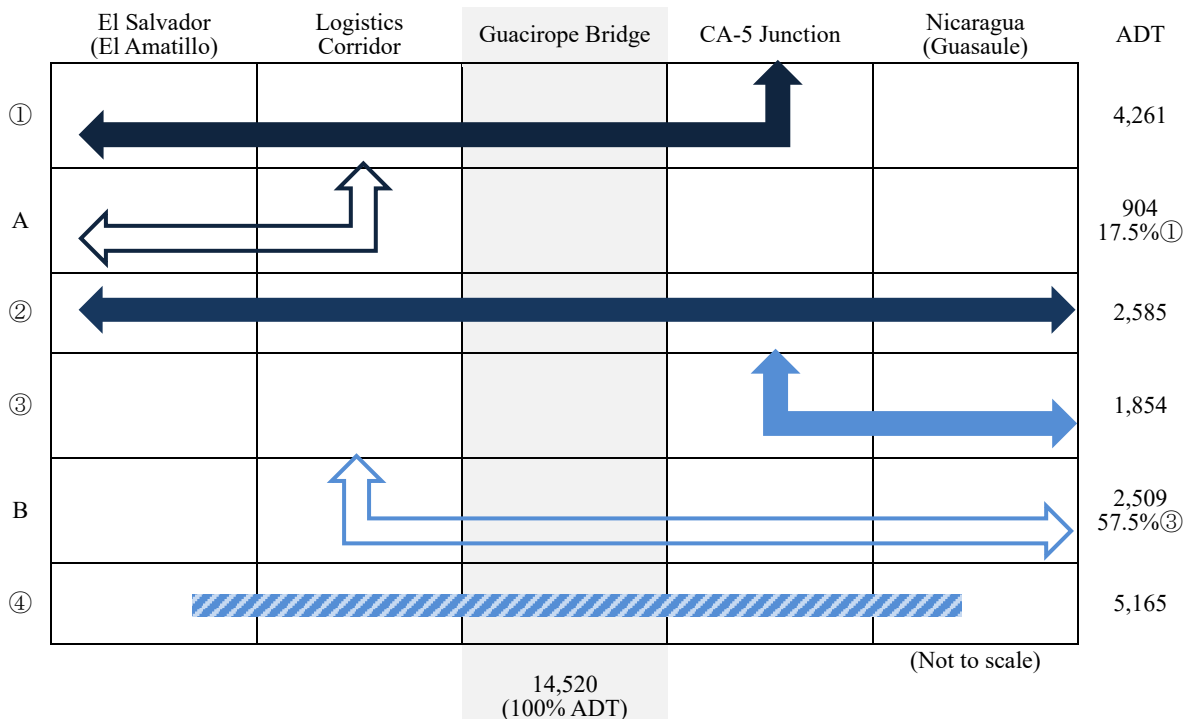 El Salvador
(El Amatillo)
Logistics
Corridor
Guacirope Bridge
CA-5 Junction
Nicaragua
(Guasaule)
ADT
①
4,261
A
904
17.5%①
②
2,585
③
1,854
B
2,509
57.5%③
④
5,165
(Not to scale)
14,520
(100% ADT)